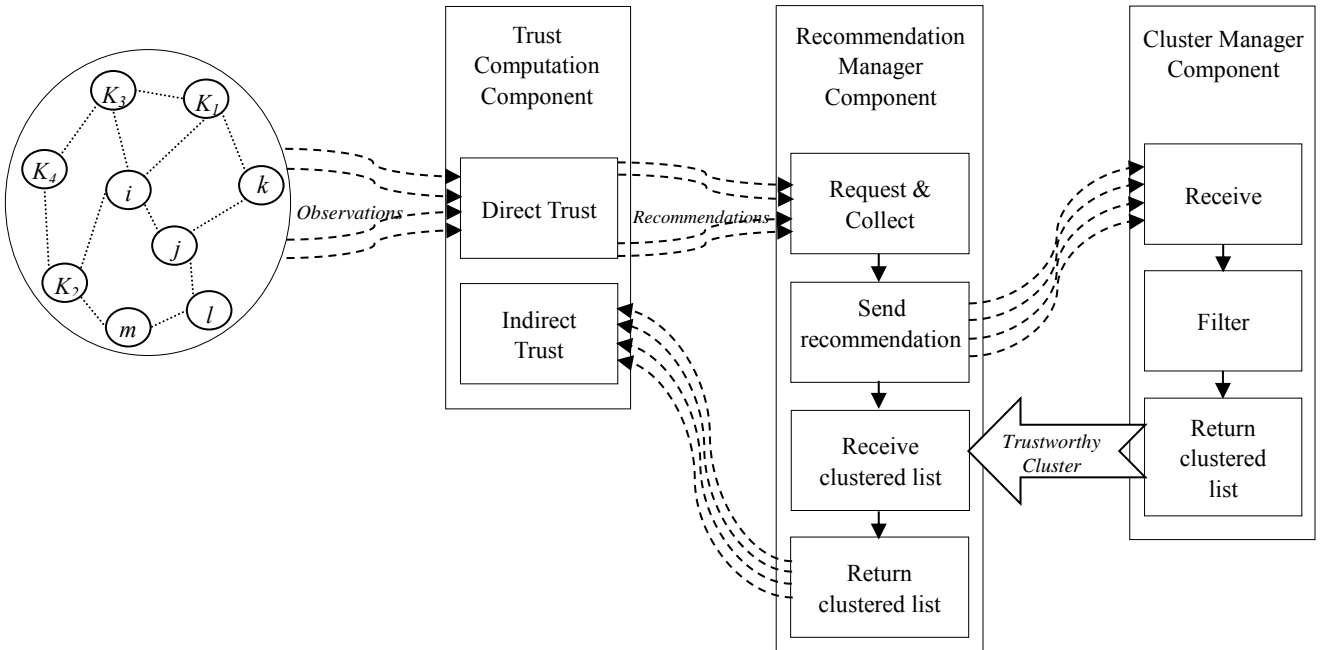 K3
K1
K4
i
k
j
K2
m
l
Observations
Trust
Computation
Component
Direct Trust
Indirect
Trust
Recommendations
Recommendation
Manager
Component
Request &
Collect
Send
recommendation
Receive
clustered list
Return
clustered list
Trustworthy
Cluster
Cluster Manager
Component
Receive
Filter
Return
clustered
list